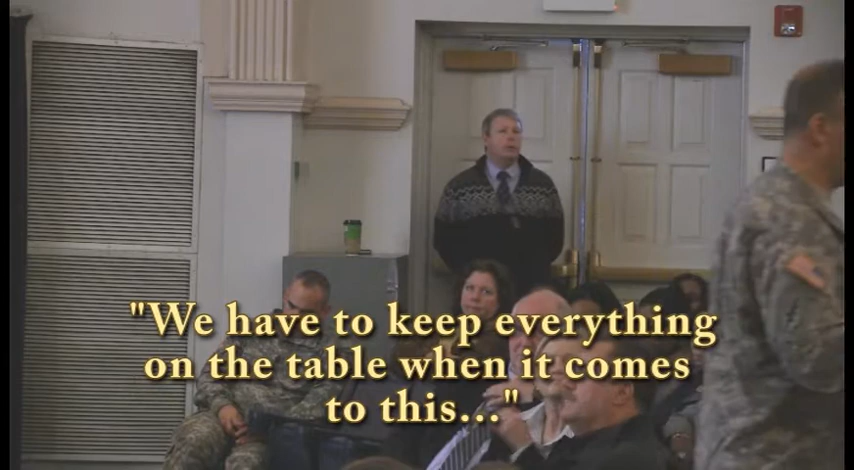 "We have to keep everything
on the table when it comes
to this..."